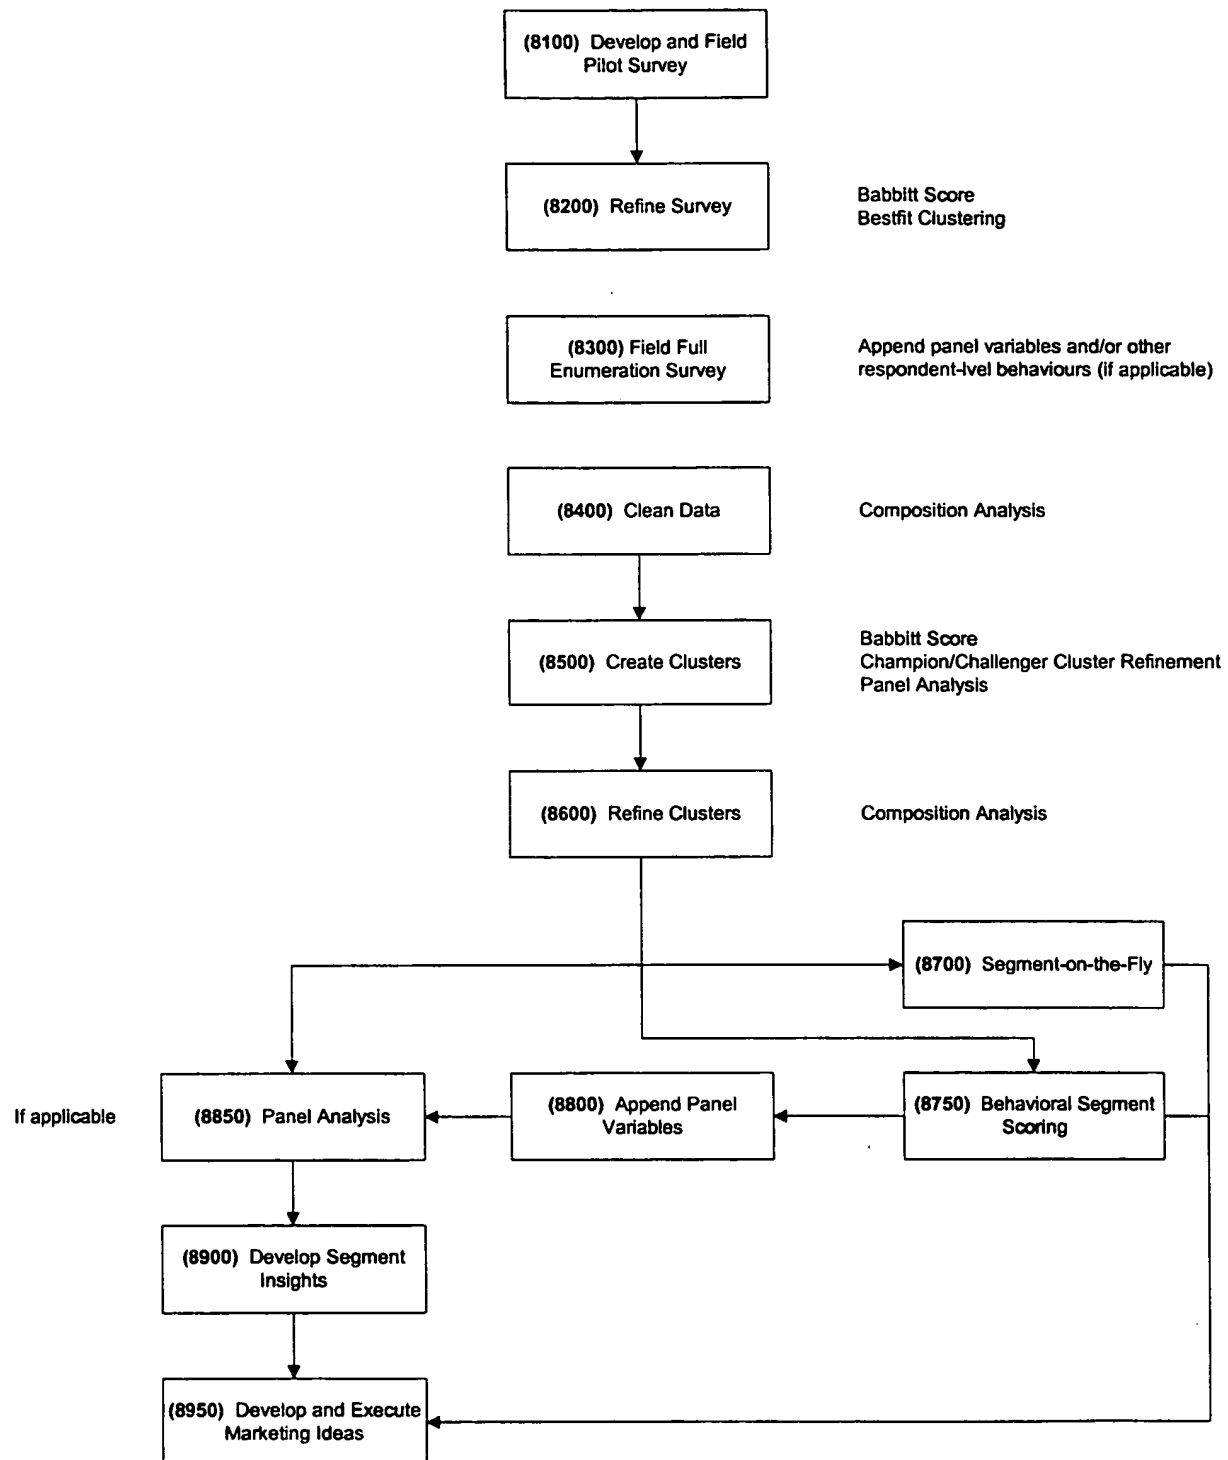 (8100) Develop and Field
Pilot Survey
(8200) Refine Survey
Babbitt Score
Bestfit Clustering
(8300) Field Full
Enumeration Survey
Append panel variables and/or other
respondent-lvel behaviours (if applicable)
(8400) Clean Data
Composition Analysis
(8500) Create Clusters
Babbitt Score
Champion/Challenger Cluster Refinement
Panel Analysis
(8600) Refine Clusters
Composition Analysis
(8700) Segment-on-the-Fly
If applicable
(8850) Panel Analysis
(8800) Append Panel
Variables
(8750) Behavioral Segment
Scoring
(8900) Develop Segment
Insights
(8950) Develop and Execute
Marketing Ideas